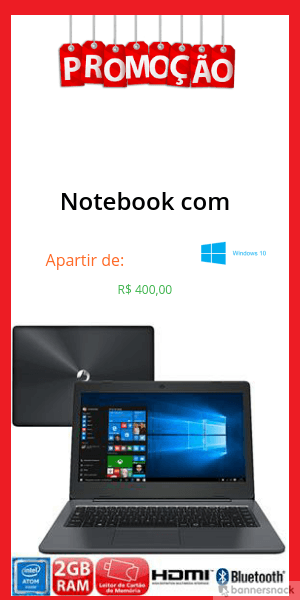 PROMOÇÃO
Notebook com
Windows 10
Apartir de:
R$ 400,00
intel
ATOM
2GB
RAM
Leitor de Cartão
de Memória
HDMI
Bluetooth®
bannersnack